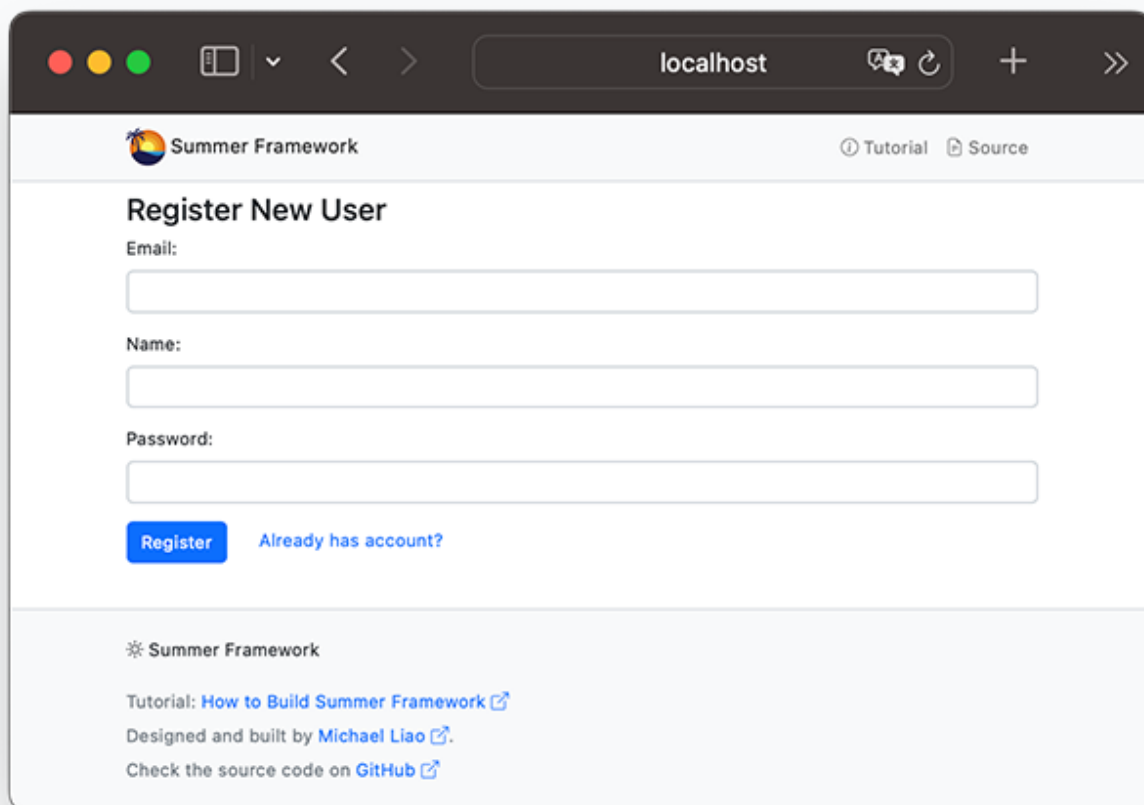 localhost
Summer Framework
Tutorial Source
Register New User
Email:
Name:
Password:
Register Already has account?
Summer Framework
Tutorial: How to Build Summer Framework
Designed and built by Michael Liao.
Check the source code on GitHub